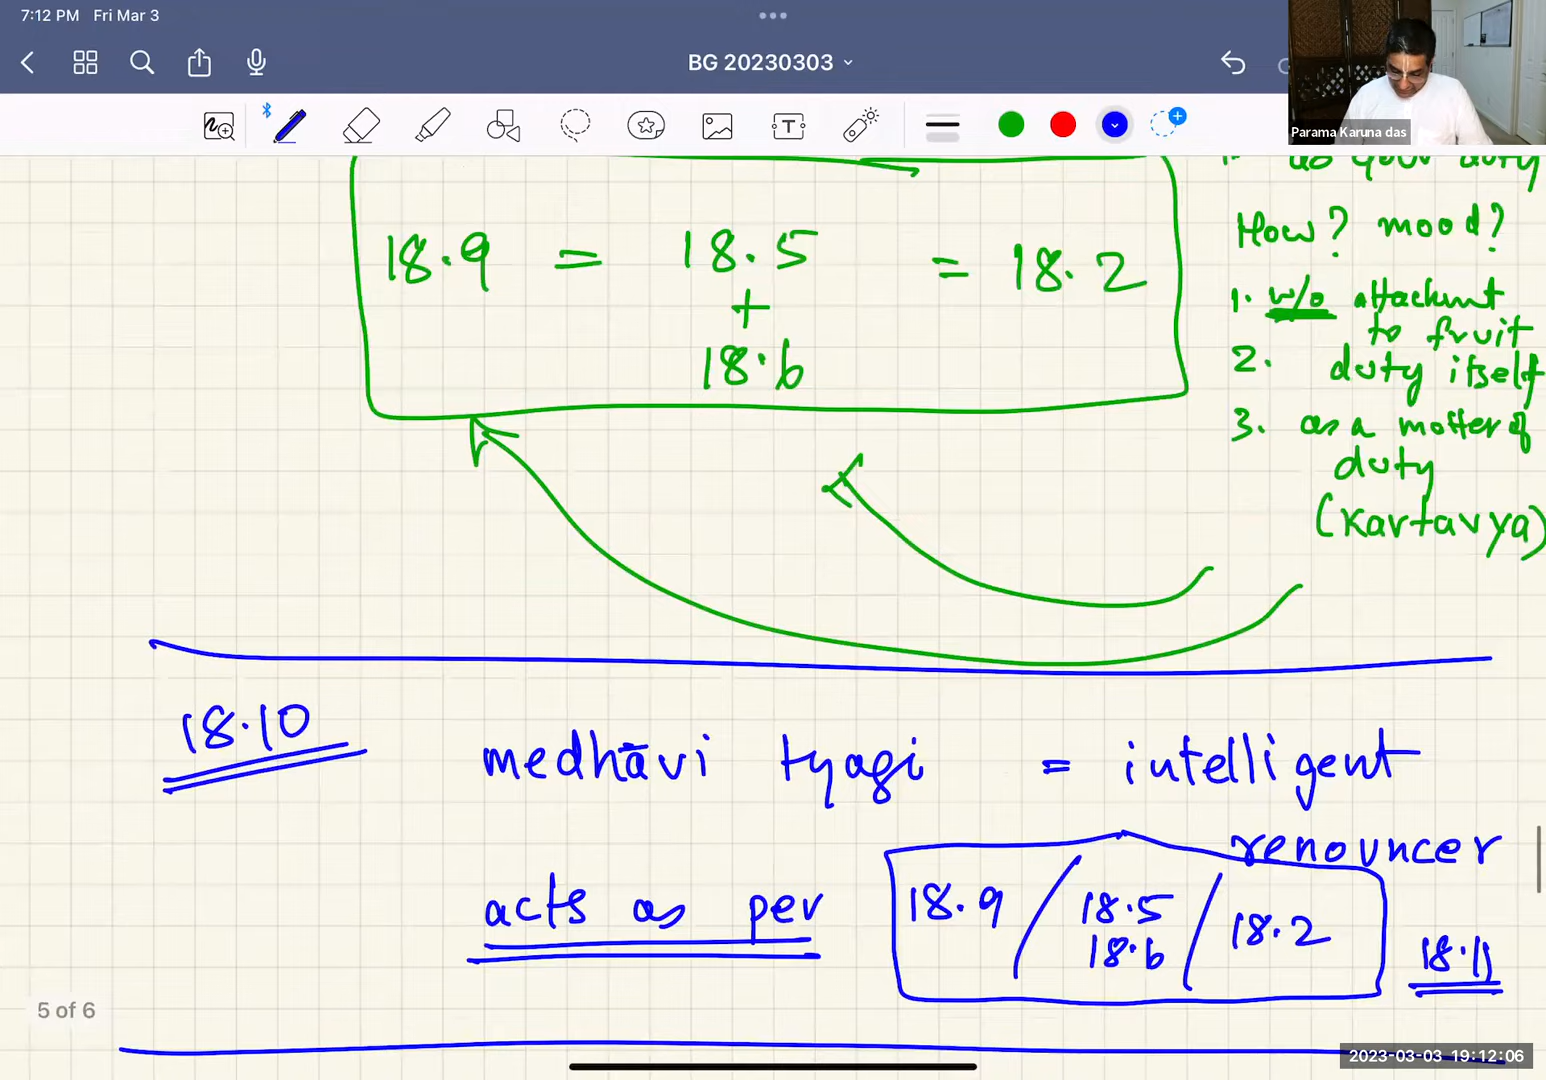 7:12 PM Fri Mar 3
BG 20230303
Parama Karuna das
as your duty
18.9 = 18.5 = 18.2
+
18.6
How? mood?
1. w/o attachment
to fruit
2. duty itself
3. as a matter of
duty
(Kartavya)
18.10
medhāvi tyagi = intelligent
renouncer
acts as per
18.9 / 18.5 / 18.2
18.6
18.11
5 of 6
2023-03-03 19:12:06